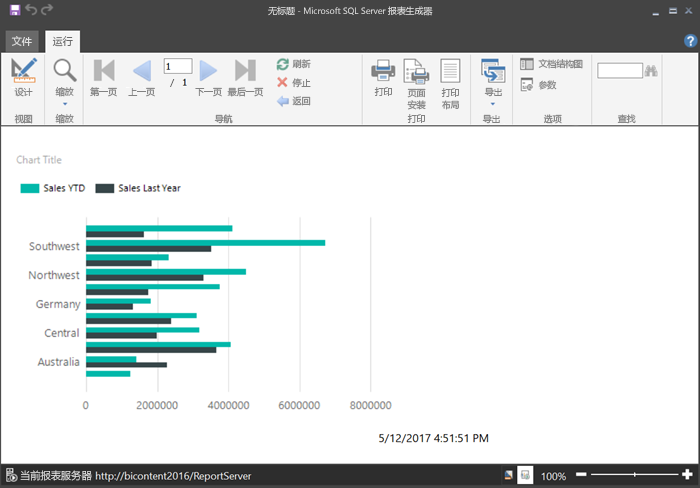 无标题 - Microsoft SQL Server 报表生成器
文件 运行
设计 缩放 第一页 上一页 1 / 1 下一页 最后一页 刷新 停止 返回 打印 页面安装 打印布局 导出 文档结构图 参数
视图 缩放 导航 打印 导出 选项 查找
Chart Title
Sales YTD Sales Last Year
Southwest
Northwest
Germany
Central
Australia
0 2000000 4000000 6000000 8000000
5/12/2017 4:51:51 PM
当前报表服务器 http://bicontent2016/ReportServer 100%